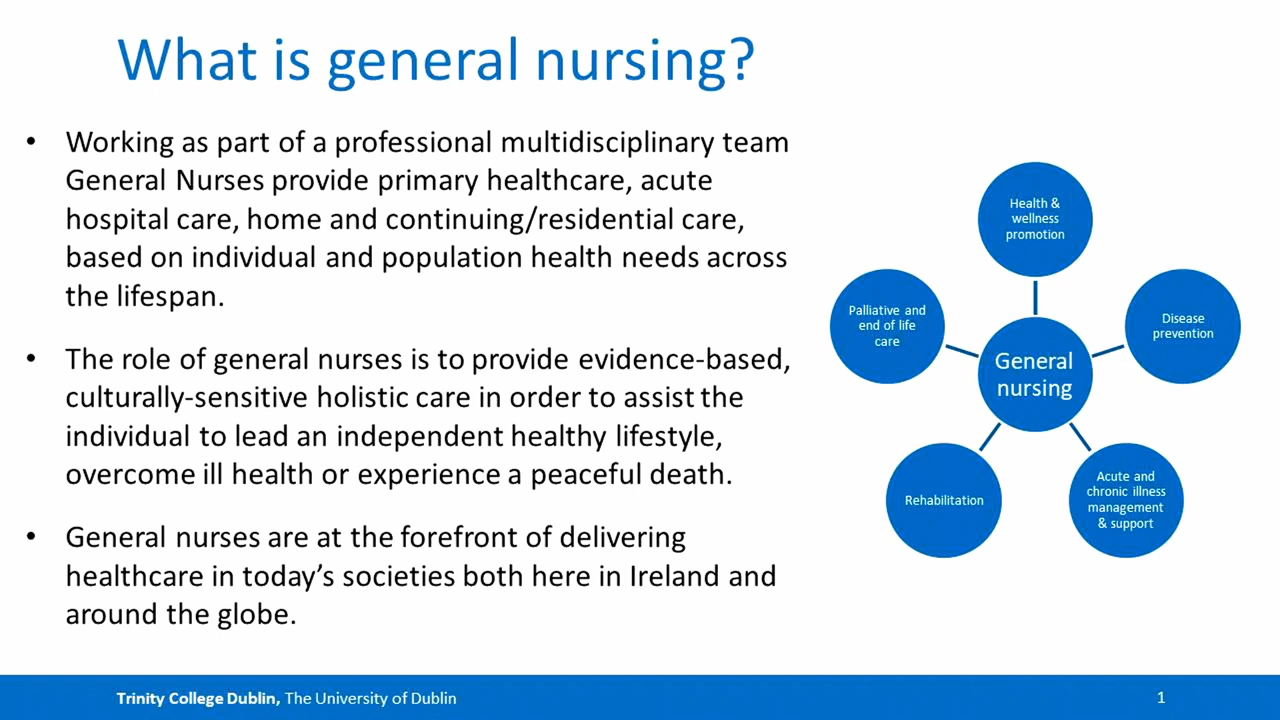 What is general nursing?
• Working as part of a professional multidisciplinary team
General Nurses provide primary healthcare, acute
hospital care, home and continuing/residential care,
based on individual and population health needs across
the lifespan.
• The role of general nurses is to provide evidence-based,
culturally-sensitive holistic care in order to assist the
individual to lead an independent healthy lifestyle,
overcome ill health or experience a peaceful death.
• General nurses are at the forefront of delivering
healthcare in today’s societies both here in Ireland and
around the globe.
Health &
wellness
promotion
Disease
prevention
Acute and
chronic illness
management
& support
Rehabilitation
Palliative and
end of life
care
General
nursing
Trinity College Dublin, The University of Dublin
1